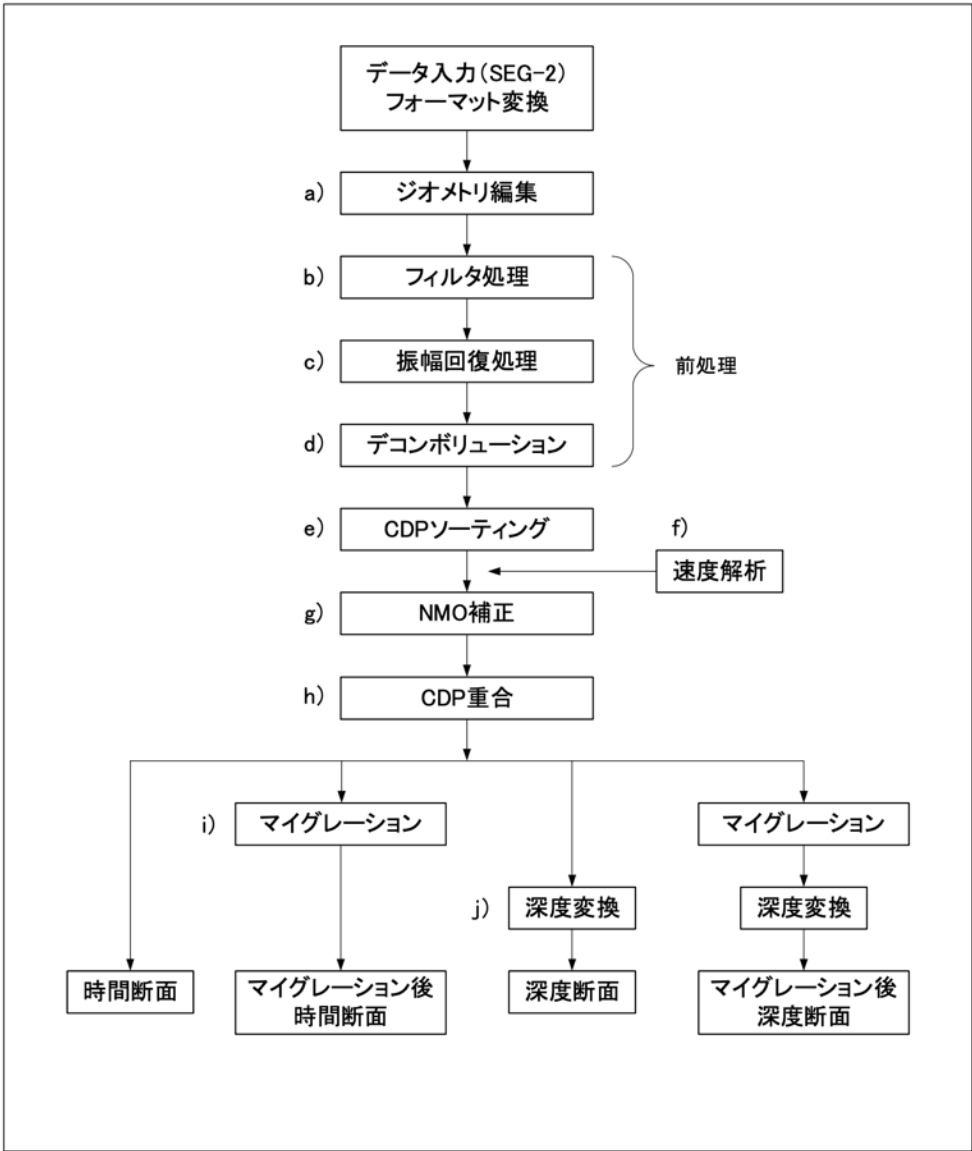 データ入力(SEG-2)
フォーマット変換
a)
ジオメトリ編集
b)
フィルタ処理
c)
振幅回復処理
前処理
d)
デコンボリューション
e)
CDPソーティング
f)
速度解析
g)
NMO補正
h)
CDP重合
i)
マイグレーション
マイグレーション
j)
深度変換
深度変換
時間断面
マイグレーション後
時間断面
深度断面
マイグレーション後
深度断面